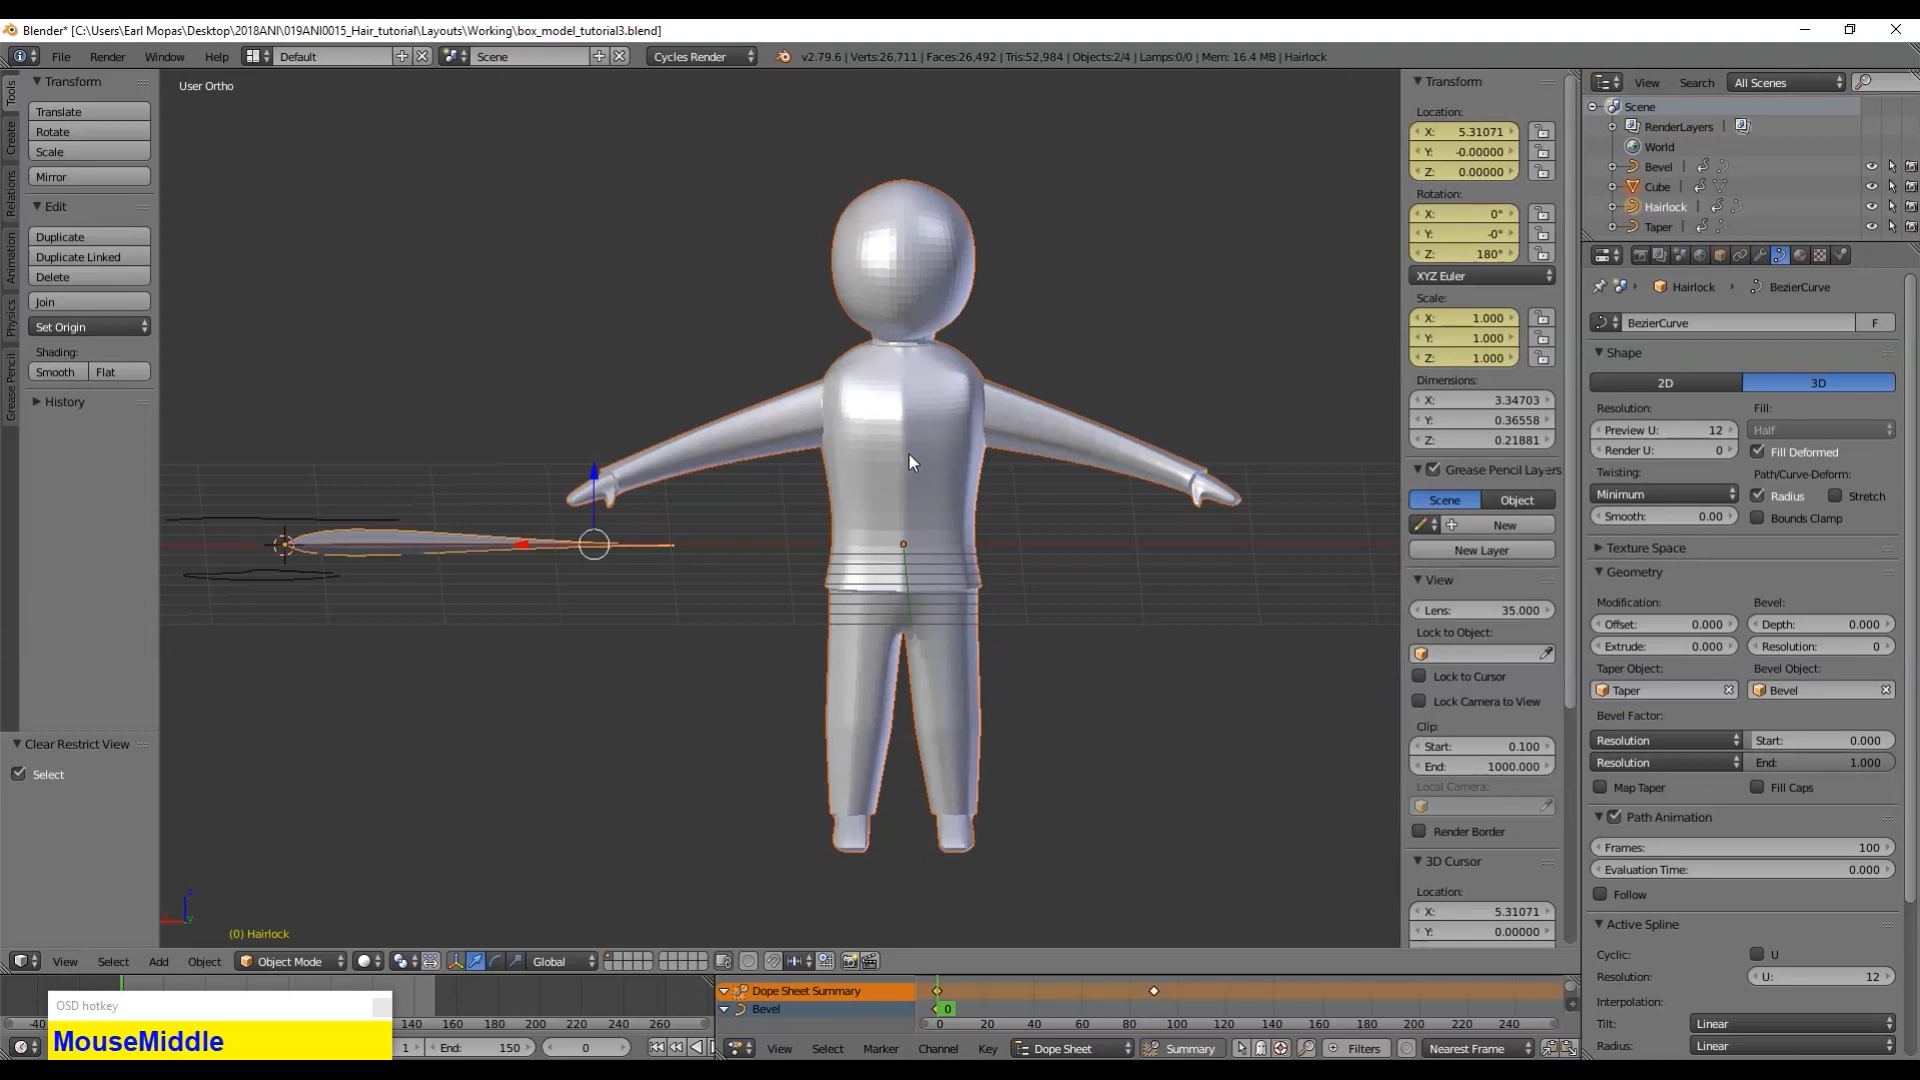 Blender* [C:\Users\Earl Mopas\Desktop\2018ANI\019ANI0015_Hair_tutorial\Layouts\Working\box_model_tutorial3.blend]
File Render Window Help Default Scene Cycles Render v2.79.6 | Verts:26,711 | Faces:26,492 | Tris:52,984 | Objects:2/4 | Lamps:0/0 | Mem: 16.4 MB | Hairlock
Tools
Create
Relations
Animation
Physics
Grease Pencil
Transform
Translate
Rotate
Scale
Mirror
Edit
Duplicate
Duplicate Linked
Delete
Join
Set Origin
Shading:
Smooth Flat
History
Clear Restrict View
Select
User Ortho
(0) Hairlock
Transform
Location:
X: 5.31071
Y: -0.00000
Z: 0.00000
Rotation:
X: 0°
Y: -0°
Z: 180°
XYZ Euler
Scale:
X: 1.000
Y: 1.000
Z: 1.000
Dimensions:
X: 3.34703
Y: 0.36558
Z: 0.21881
Grease Pencil Layers
Scene Object
New
New Layer
View
Lens: 35.000
Lock to Object:
Lock to Cursor
Lock Camera to View
Clip:
Start: 0.100
End: 1000.000
Local Camera:
Render Border
3D Cursor
Location:
X: 5.31071
Y: 0.00000
View Search All Scenes
Scene
RenderLayers |
World
Bevel |
Cube |
Hairlock |
Taper |
Hairlock BezierCurve
BezierCurve F
Shape
2D 3D
Resolution: Fill:
Preview U: 12 Half
Render U: 0 Fill Deformed
Twisting: Path/Curve-Deform:
Minimum Radius Stretch
Smooth: 0.00 Bounds Clamp
Texture Space
Geometry
Modification: Bevel:
Offset: 0.000 Depth: 0.000
Extrude: 0.000 Resolution: 0
Taper Object: Bevel Object:
Taper Bevel
Bevel Factor:
Resolution Start: 0.000
Resolution End: 1.000
Map Taper Fill Caps
Path Animation
Frames: 100
Evaluation Time: 0.000
Follow
Active Spline
Cyclic: U
Resolution: U: 12
Interpolation:
Tilt: Linear
Radius: Linear
View Select Add Object Object Mode Global
OSD hotkey
MouseMiddle
-40 140 160 180 200 220 240 260
1 End: 150 0
Dope Sheet Summary
Bevel 0
0 20 40 60 80 100 120 140 160 180 200 220 240
View Select Marker Channel Key Dope Sheet Summary Filters Nearest Frame